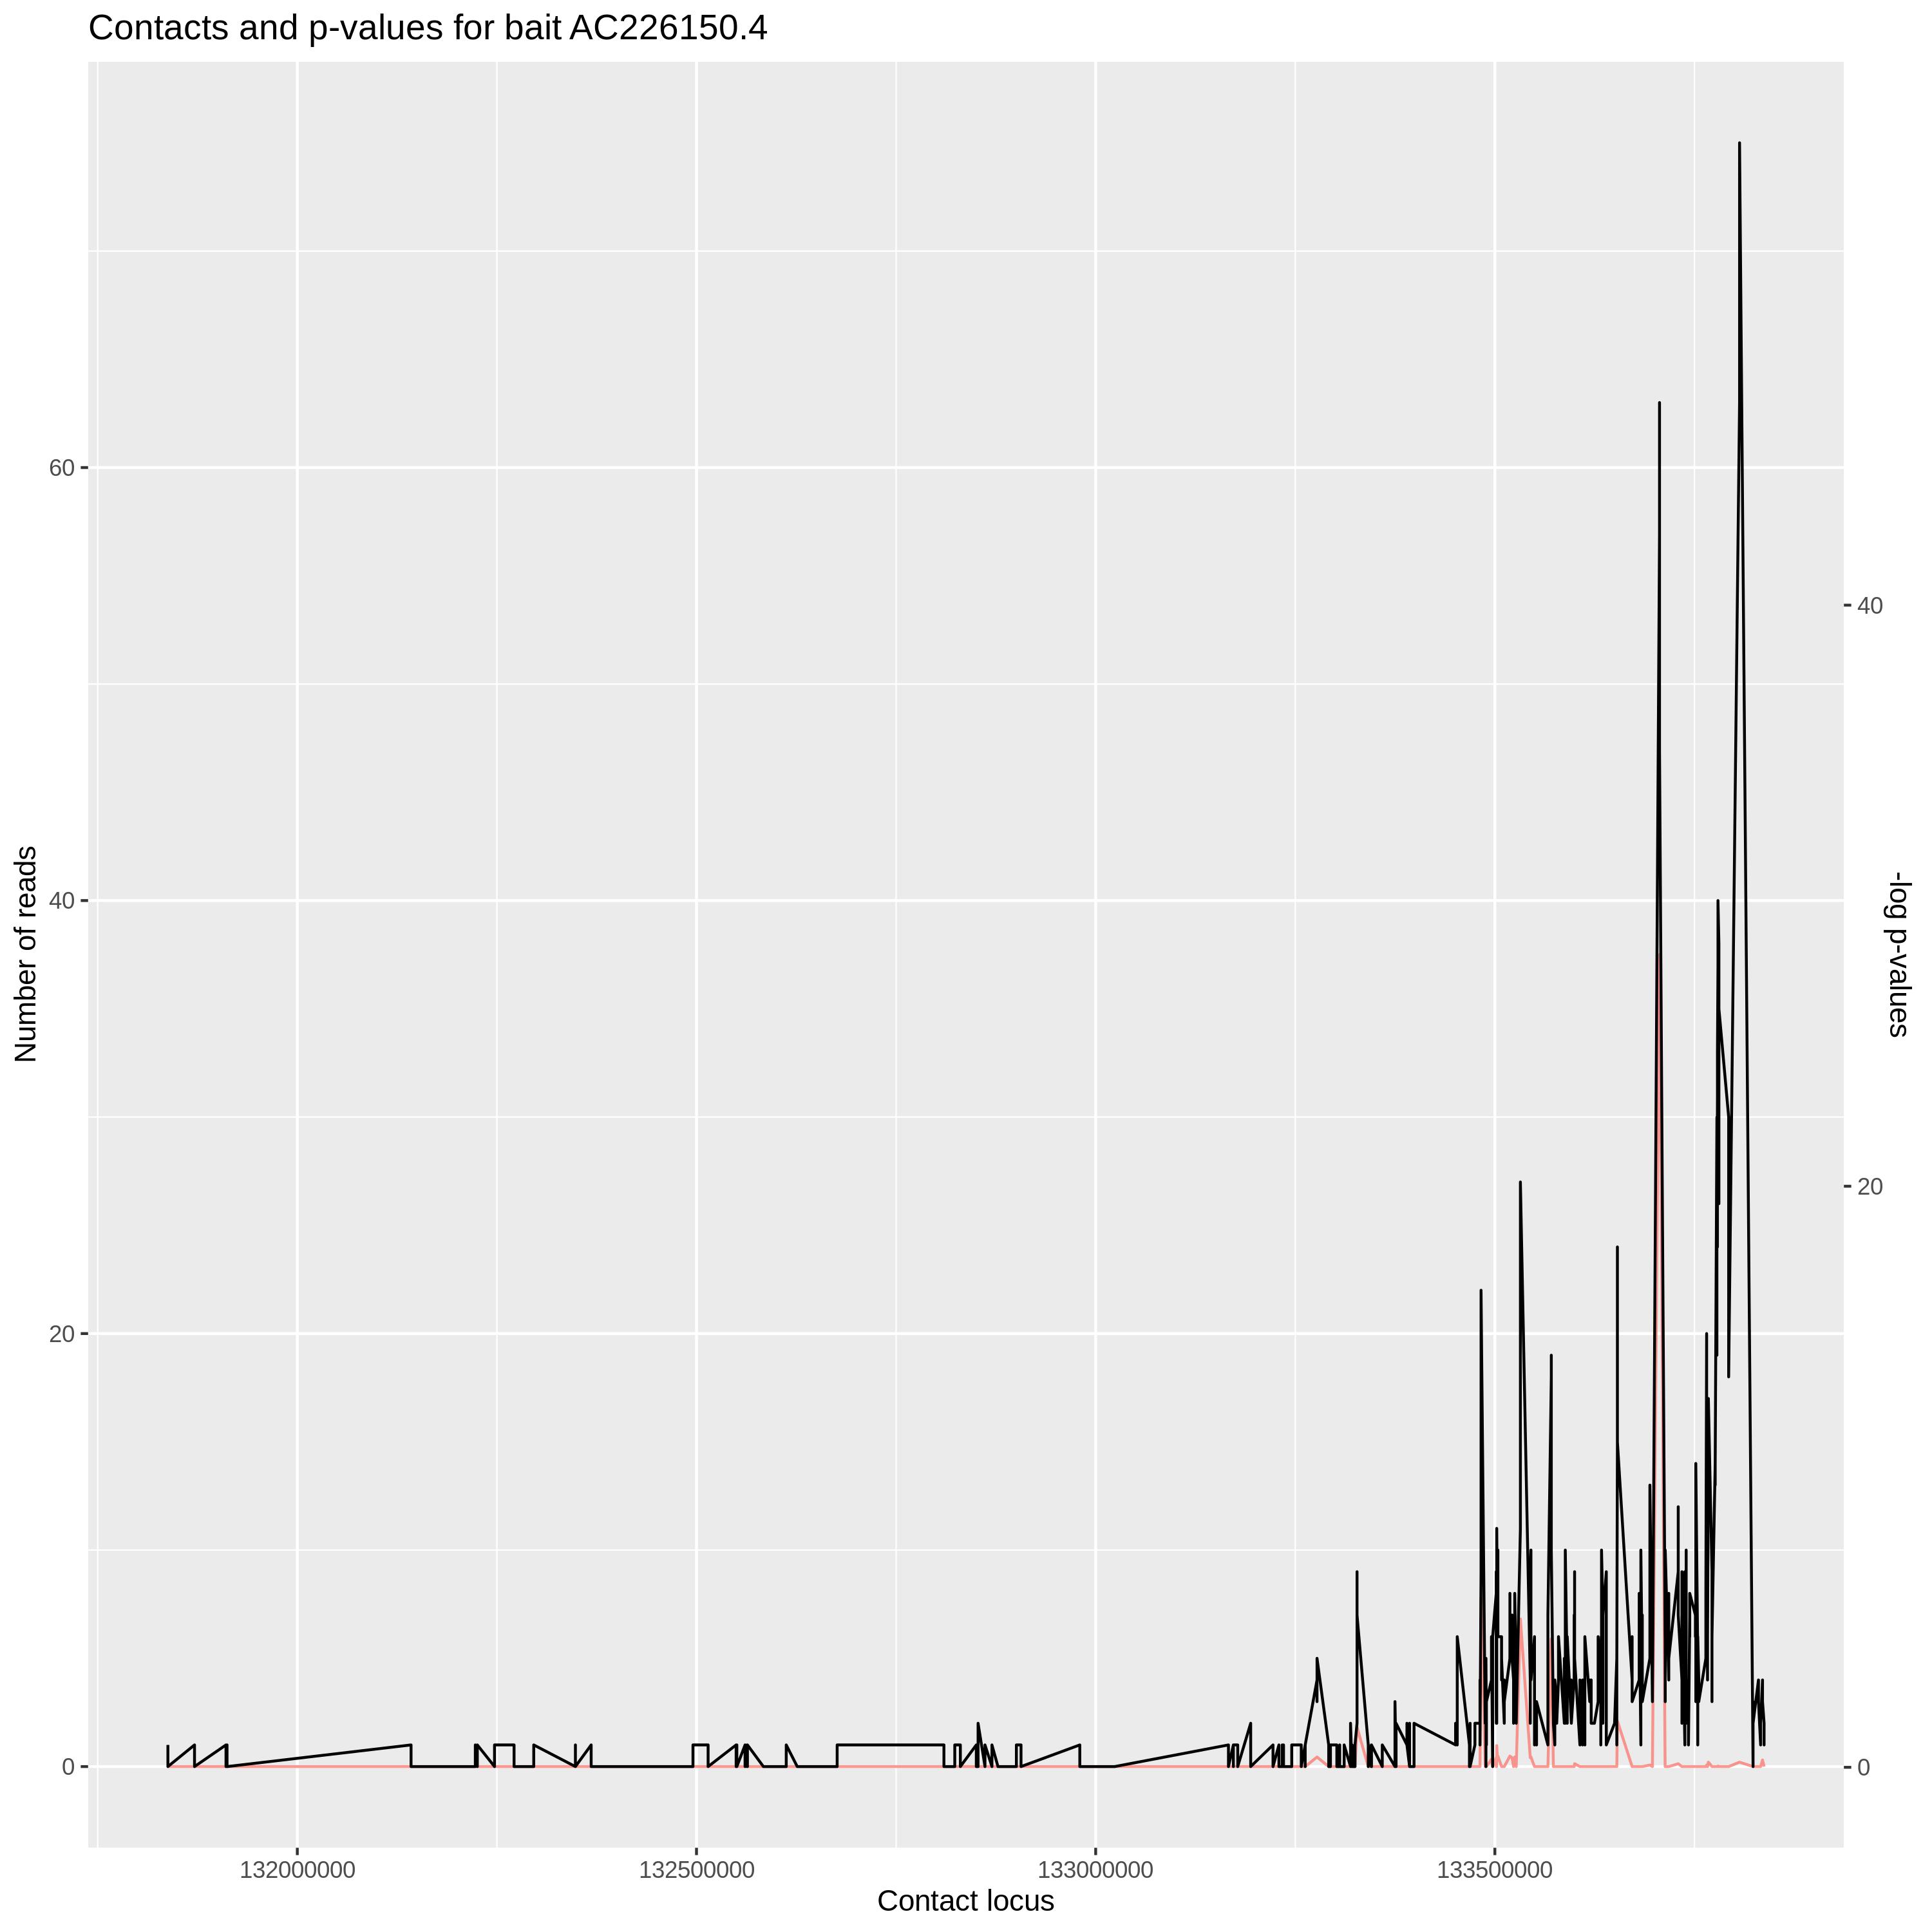 Contacts and p-values for bait AC226150.4
60
40
20
0
Number of reads
40
20
0
-log p-values
132000000
132500000
133000000
133500000
Contact locus